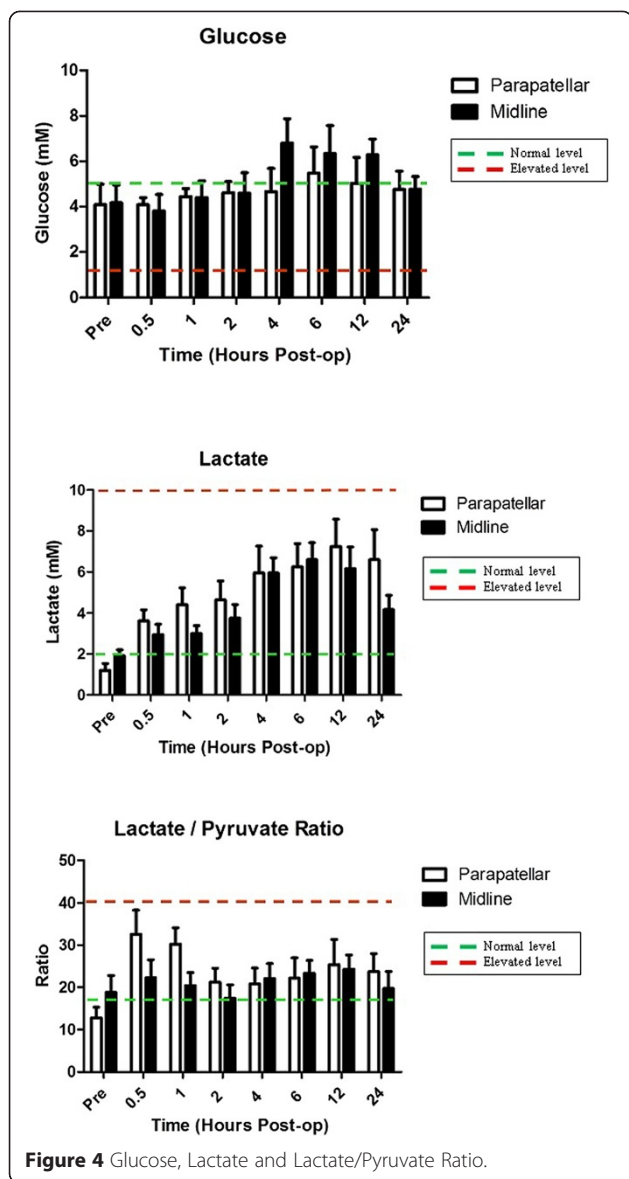 Glucose
10
8
6
4
2
0
Glucose (mM)
Pre
0.5
1
2
4
6
12
24
Time (Hours Post-op)
Parapatellar
Midline
Normal level
Elevated level
Lactate
10
8
6
4
2
0
Lactate (mM)
Pre
0.5
1
2
4
6
12
24
Time (Hours Post-op)
Parapatellar
Midline
Normal level
Elevated level
Lactate / Pyruvate Ratio
50
40
30
20
10
0
Ratio
Pre
0.5
1
2
4
6
12
24
Time (Hours Post-op)
Parapatellar
Midline
Normal level
Elevated level
Figure 4 Glucose, Lactate and Lactate/Pyruvate Ratio.